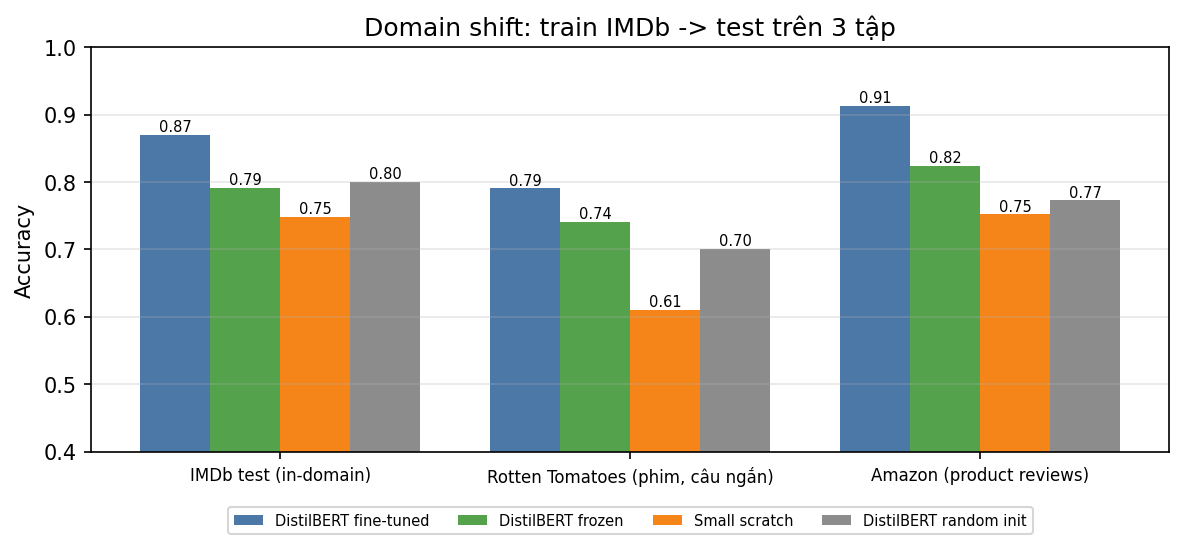 Domain shift: train IMDb -> test trên 3 tập
Accuracy
1.0
0.9
0.8
0.7
0.6
0.5
0.4
0.87
0.79
0.75
0.80
0.79
0.74
0.61
0.70
0.91
0.82
0.75
0.77
IMDb test (in-domain)
Rotten Tomatoes (phim, câu ngắn)
Amazon (product reviews)
DistilBERT fine-tuned
DistilBERT frozen
Small scratch
DistilBERT random init